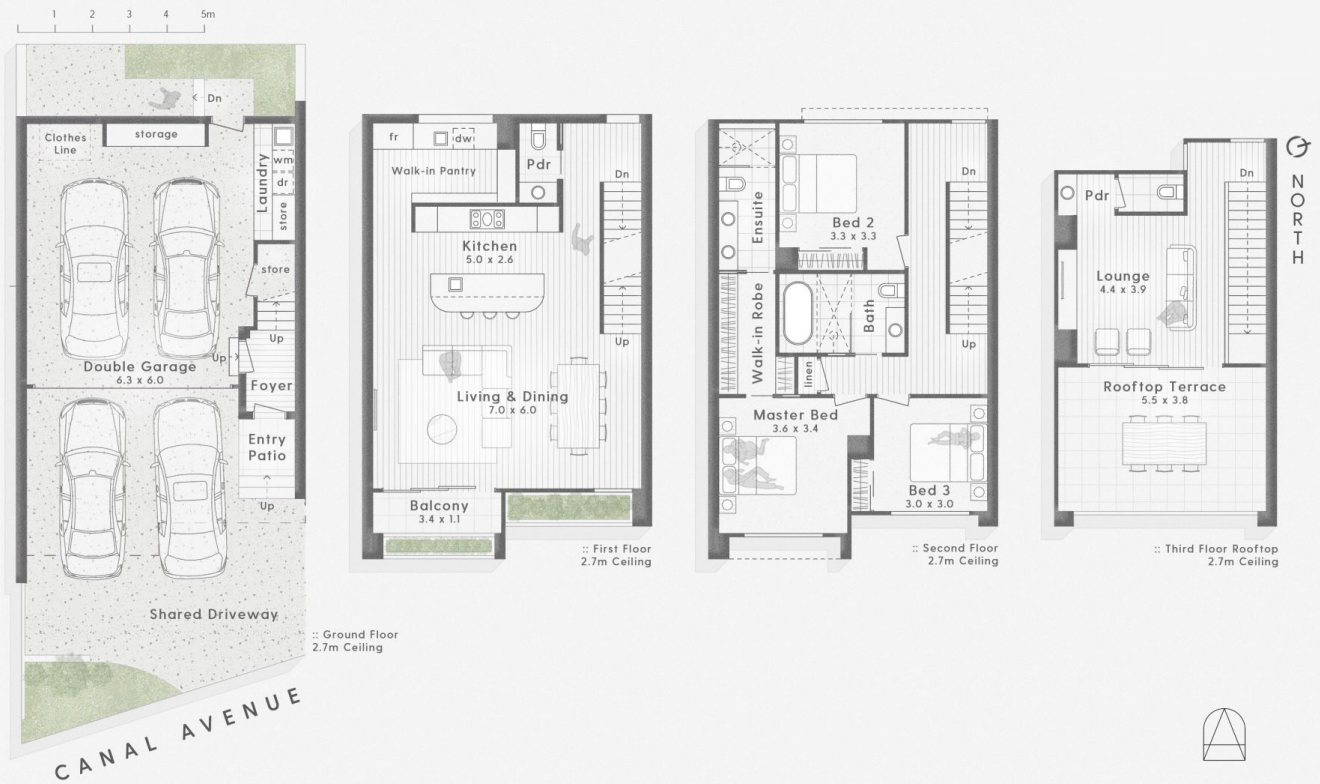 1 2 3 4 5m
Dn
Clothes
Line
storage
Laundry
wm
dr
store
store
Up
Up
Double Garage
6.3 x 6.0
Foyer
Entry
Patio
Up
Shared Driveway
:: Ground Floor
2.7m Ceiling
CANAL AVENUE
fr
dw
Pdr
Walk-in Pantry
Dn
Kitchen
5.0 x 2.6
Up
Living & Dining
7.0 x 6.0
Balcony
3.4 x 1.1
:: First Floor
2.7m Ceiling
Ensuite
Bed 2
3.3 x 3.3
Dn
Walk-in Robe
Bath
Up
linen
Master Bed
3.6 x 3.4
Bed 3
3.0 x 3.0
:: Second Floor
2.7m Ceiling
Pdr
Dn
Lounge
4.4 x 3.9
Rooftop Terrace
5.5 x 3.8
:: Third Floor Rooftop
2.7m Ceiling
NORTH